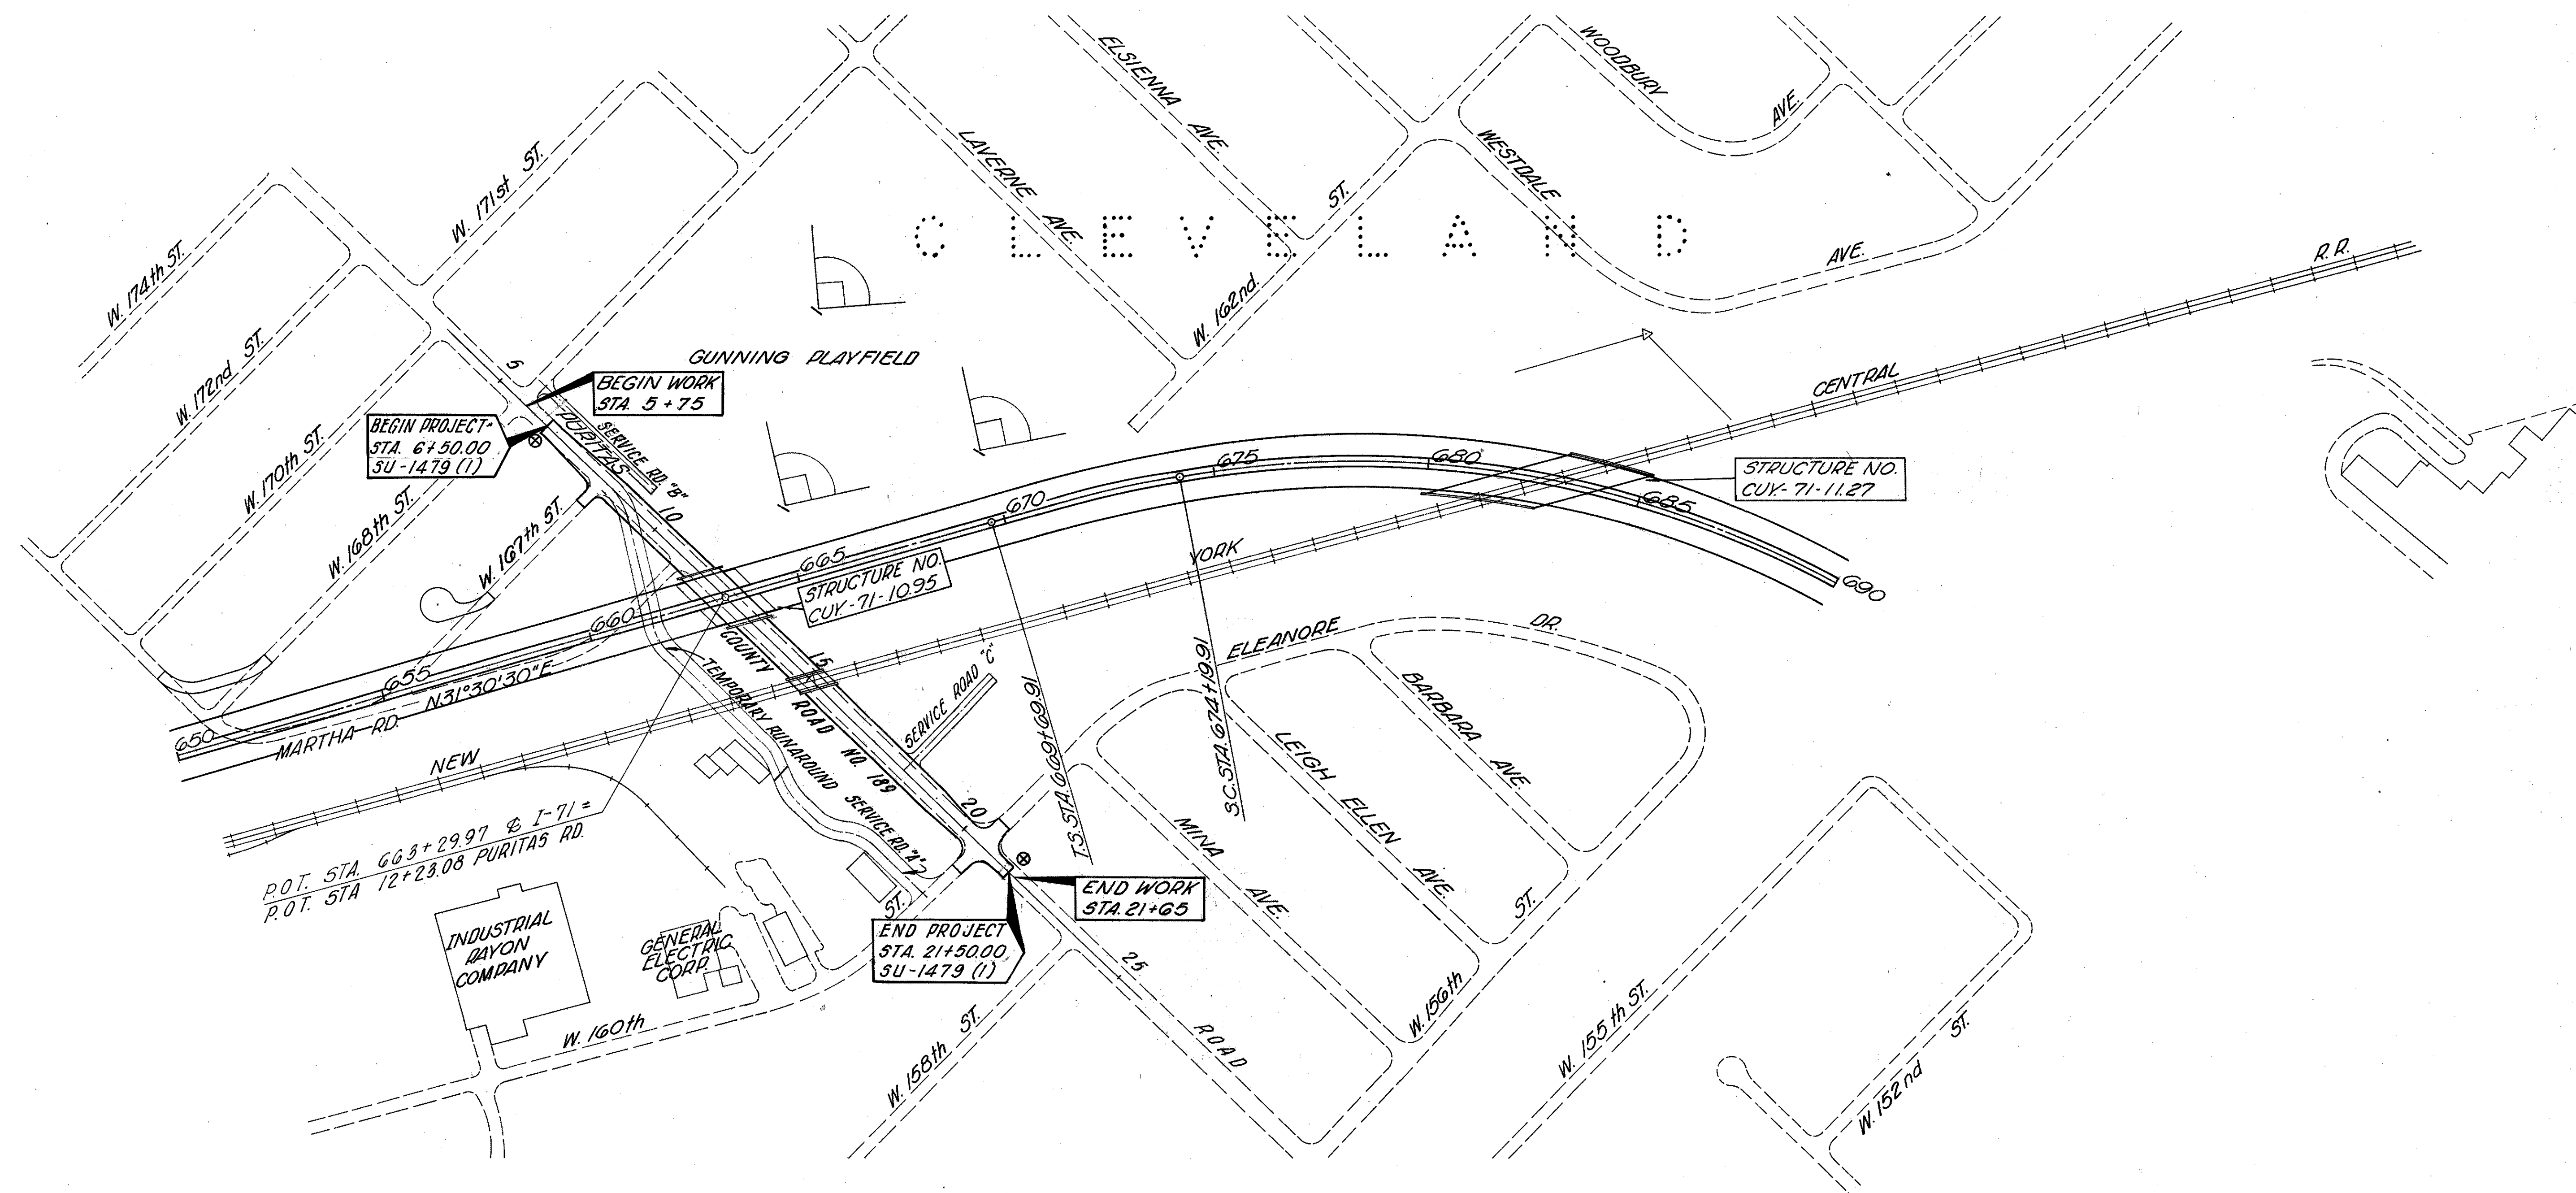 ELSIENNA AVE.
WOODBURY AVE.
LAVERNE AVE.
WESTDALE AVE.
W. 171st ST.
W. 174th ST.
W. 172nd ST.
W. 170th ST.
W. 168th ST.
W. 167th ST.
W. 162nd. ST.
CLEVELAND
GUNNING PLAYFIELD
5
BEGIN WORK
STA. 5+75
BEGIN PROJECT
STA. 6+50.00
SU-1479 (1)
PURITAS
SERVICE RD. "B"
10
NEW YORK CENTRAL R.R.
STRUCTURE NO.
CUY.-71-11.27
STRUCTURE NO.
CUY.-71-10.95
650
655
660
665
670
675
680
685
690
MARTHA RD.
N31°30'30"E
COUNTY ROAD NO. 189
15
TEMPORARY RUNAROUND
SERVICE RD. "A"
SERVICE ROAD "C"
20
T.S. STA. 669+69.91
S.C. STA. 674+19.91
P.O.T. STA. 663+29.97 ℄ I-71 =
P.O.T. STA 12+23.08 PURITAS RD.
ELEANORE DR.
BARBARA AVE.
LEIGH ELLEN AVE.
MINA AVE.
INDUSTRIAL
RAYON
COMPANY
GENERAL
ELECTRIC
CORP.
W. 160th ST.
END WORK
STA. 21+65
END PROJECT
STA. 21+50.00
SU-1479 (1)
25
ROAD
W. 158th ST.
W. 156th ST.
W. 155th ST.
W. 152nd ST.